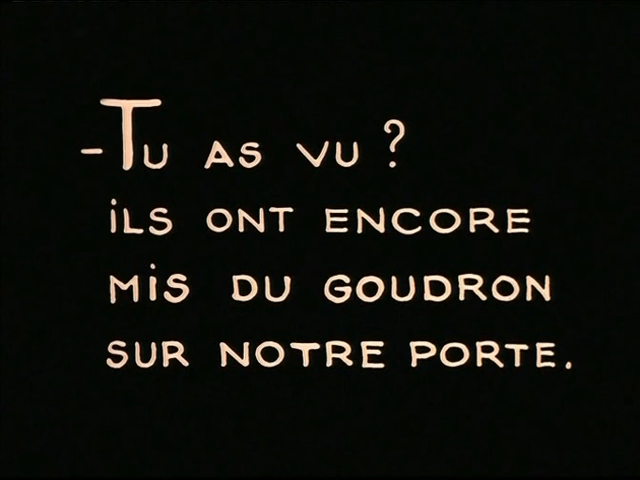 -Tu as vu ?
iLS ONT ENCORE
MiS DU GOUDRON
SUR NOTRE PORTE.